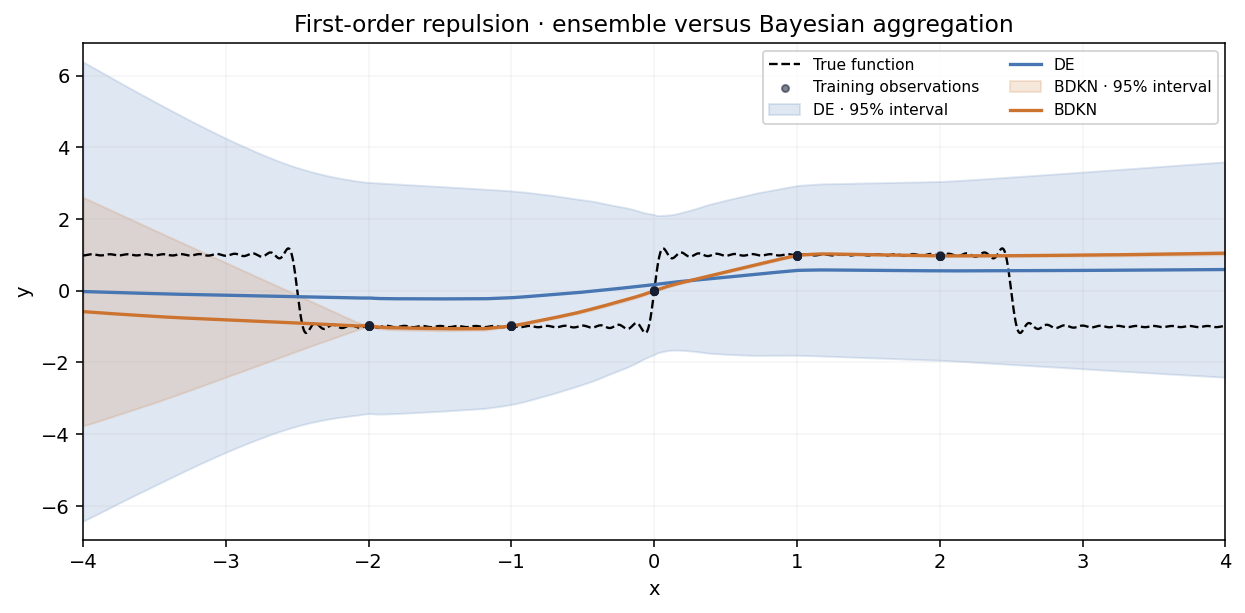 First-order repulsion · ensemble versus Bayesian aggregation
True function
Training observations
DE · 95% interval
DE
BDKN · 95% interval
BDKN
y
6
4
2
0
−2
−4
−6
−4
−3
−2
−1
0
1
2
3
4
x